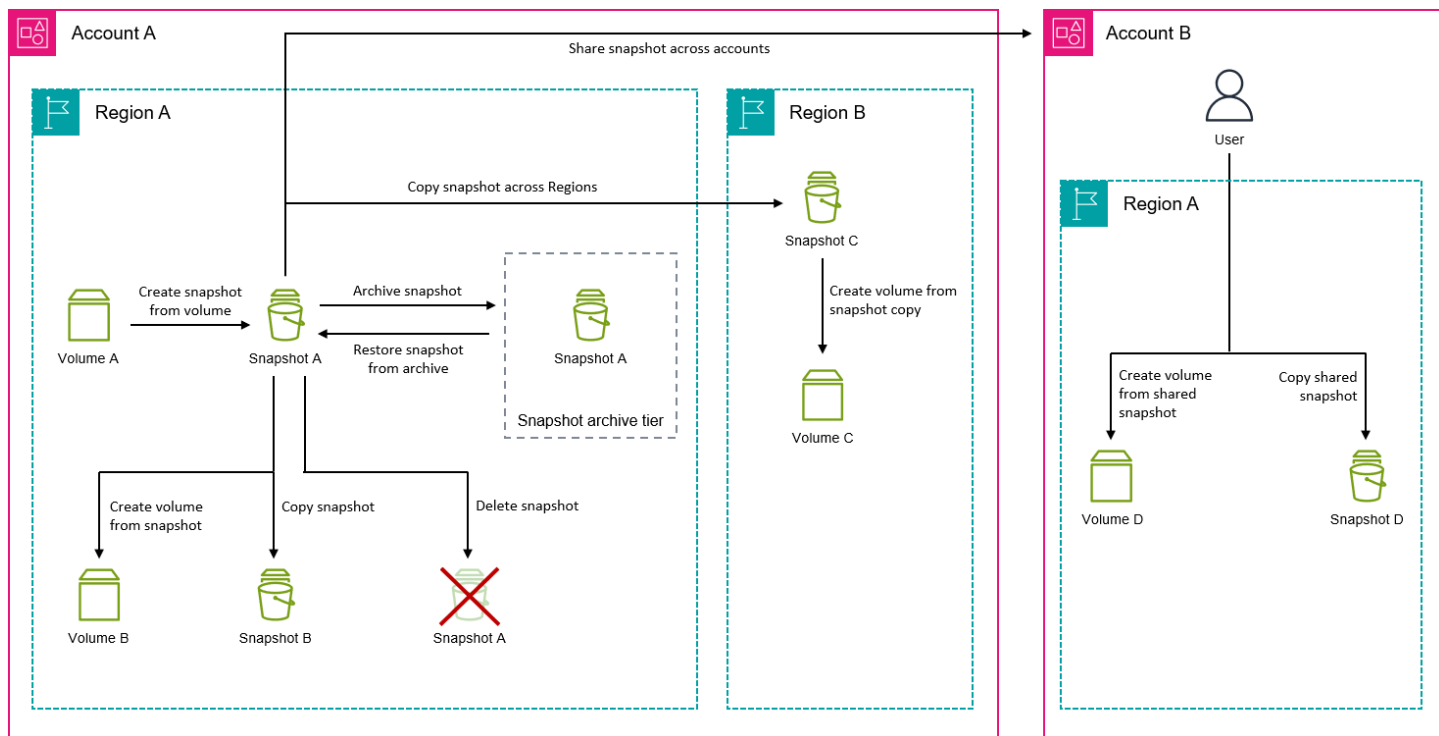 Account A
Share snapshot across accounts
Account B
Region A
Region B
User
Copy snapshot across Regions
Region A
Snapshot C
Create snapshot
from volume
Archive snapshot
Create volume from
snapshot copy
Volume A
Snapshot A
Restore snapshot
from archive
Snapshot A
Snapshot archive tier
Volume C
Create volume
from shared
snapshot
Copy shared
snapshot
Create volume
from snapshot
Copy snapshot
Delete snapshot
Volume D
Snapshot D
Volume B
Snapshot B
Snapshot A